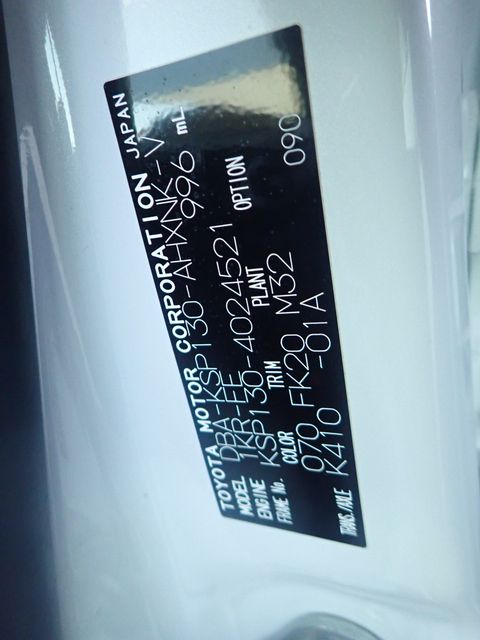 TOYOTA MOTOR CORPORATION JAPAN
MODEL DBA-KSP130-AHXNK-V
ENGINE 1KR-FE 996 mL
FRAME No. KSP130-4024521
COLOR TRIM PLANT OPTION
070 FK20 M32 090
TRANS./AXLE K410 -01A